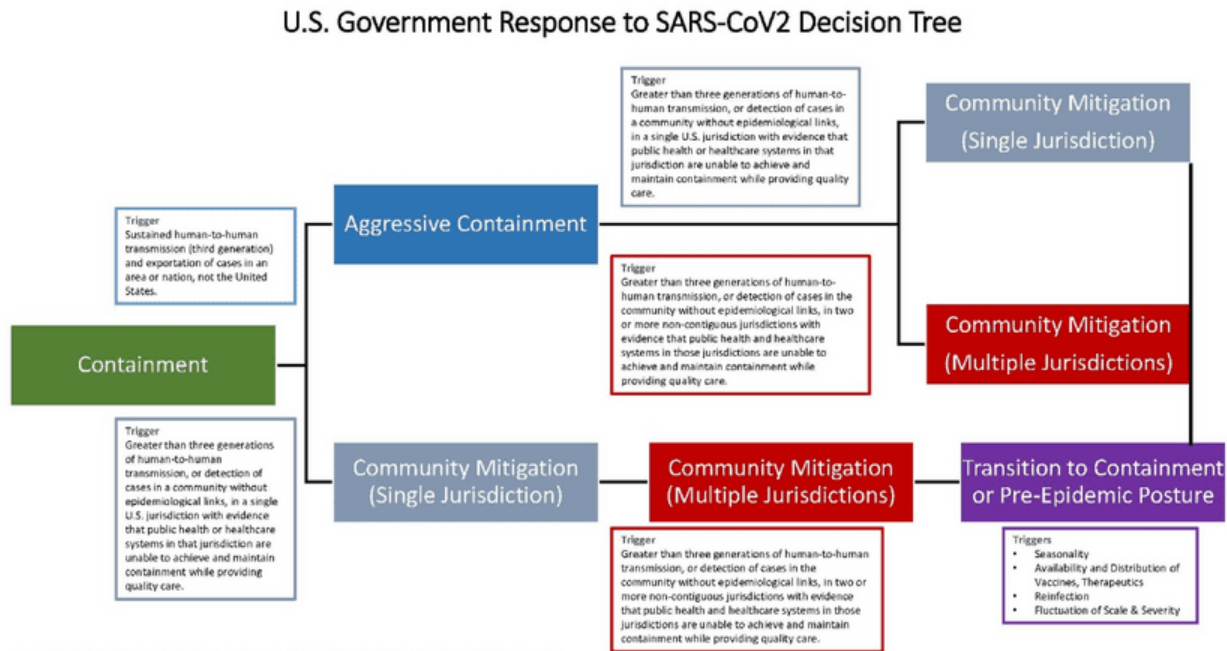 U.S. Government Response to SARS-CoV2 Decision Tree
Trigger
Greater than three generations of human-to-
human transmission, or detection of cases in
a community without epidemiological links,
in a single U.S. jurisdiction with evidence that
public health or healthcare systems in that
jurisdiction are unable to achieve and
maintain containment while providing quality
care.
Community Mitigation
(Single Jurisdiction)
Trigger
Sustained human-to-human
transmission (third generation)
and exportation of cases in an
area or nation, not the United
States.
Aggressive Containment
Trigger
Greater than three generations of human-to-
human transmission, or detection of cases in the
community without epidemiological links, in two
or more non-contiguous jurisdictions with
evidence that public health and healthcare
systems in those jurisdictions are unable to
achieve and maintain containment while
providing quality care.
Community Mitigation
(Multiple Jurisdictions)
Containment
Trigger
Greater than three generations
of human-to-human
transmission, or detection of
cases in a community without
epidemiological links, in a single
U.S. jurisdiction with evidence
that public health or healthcare
systems in that jurisdiction are
unable to achieve and maintain
containment while providing
quality care.
Community Mitigation
(Single Jurisdiction)
Community Mitigation
(Multiple Jurisdictions)
Transition to Containment
or Pre-Epidemic Posture
Trigger
Greater than three generations of human-to-human
transmission, or detection of cases in the
community without epidemiological links, in two or
more non-contiguous jurisdictions with evidence
that public health and healthcare systems in those
jurisdictions are unable to achieve and maintain
containment while providing quality care.
Triggers
• Seasonality
• Availability and Distribution of
Vaccines, Therapeutics
• Reinfection
• Fluctuation of Scale & Severity